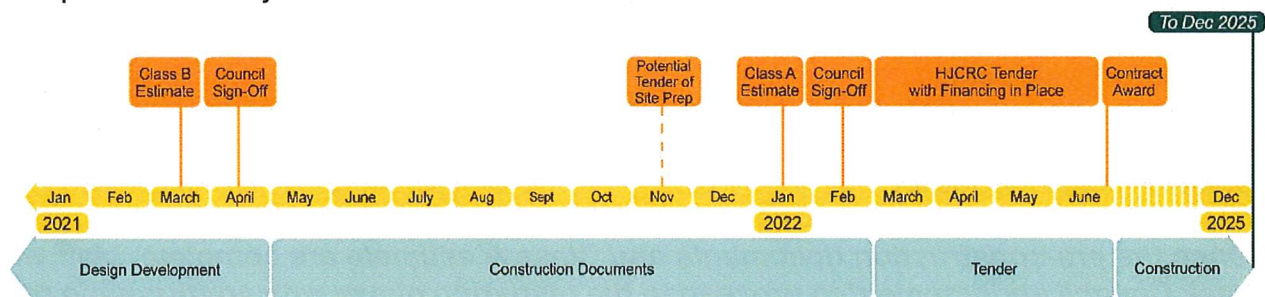 To Dec 2025
Class B
Estimate
Council
Sign-Off
Potential
Tender of
Site Prep
Class A
Estimate
Council
Sign-Off
HJCRC Tender
with Financing in Place
Contract
Award
Jan Feb March April May June July Aug Sept Oct Nov Dec Jan Feb March April May June Dec
2021 2022 2025
Design Development Construction Documents Tender Construction